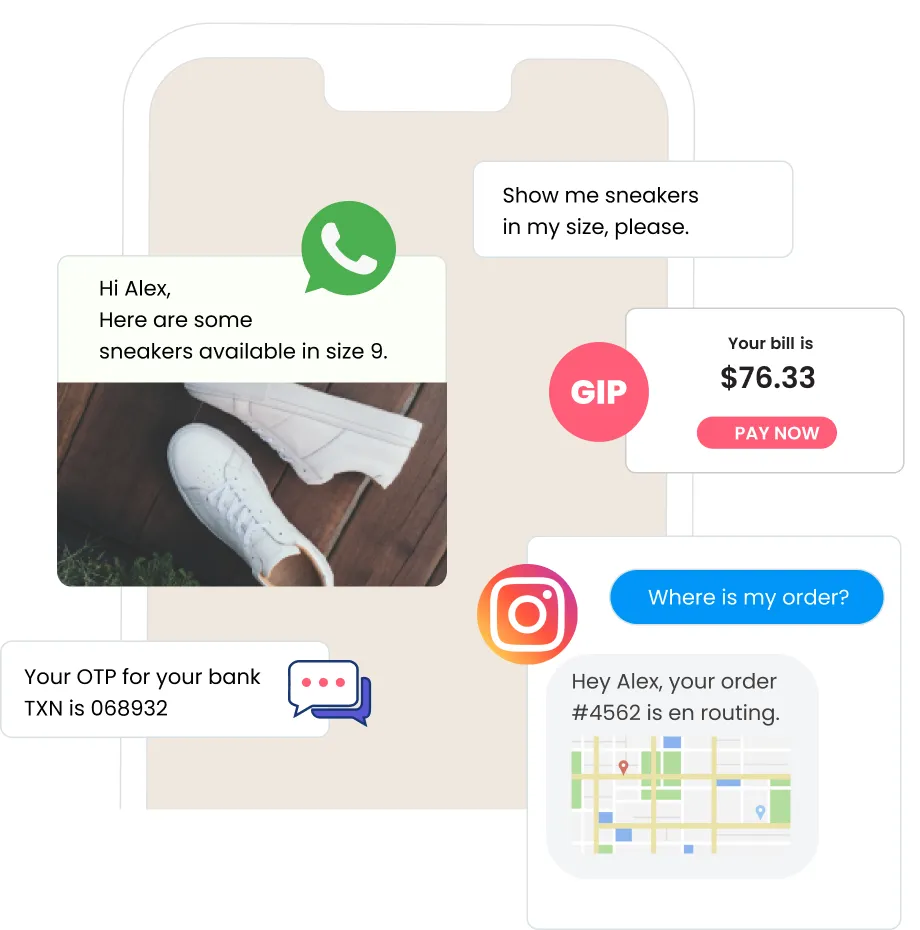 Show me sneakers
in my size, please.
Hi Alex,
Here are some
sneakers available in size 9.
GIP
Your bill is
$76.33
PAY NOW
Where is my order?
Hey Alex, your order
#4562 is en routing.
Your OTP for your bank
TXN is 068932